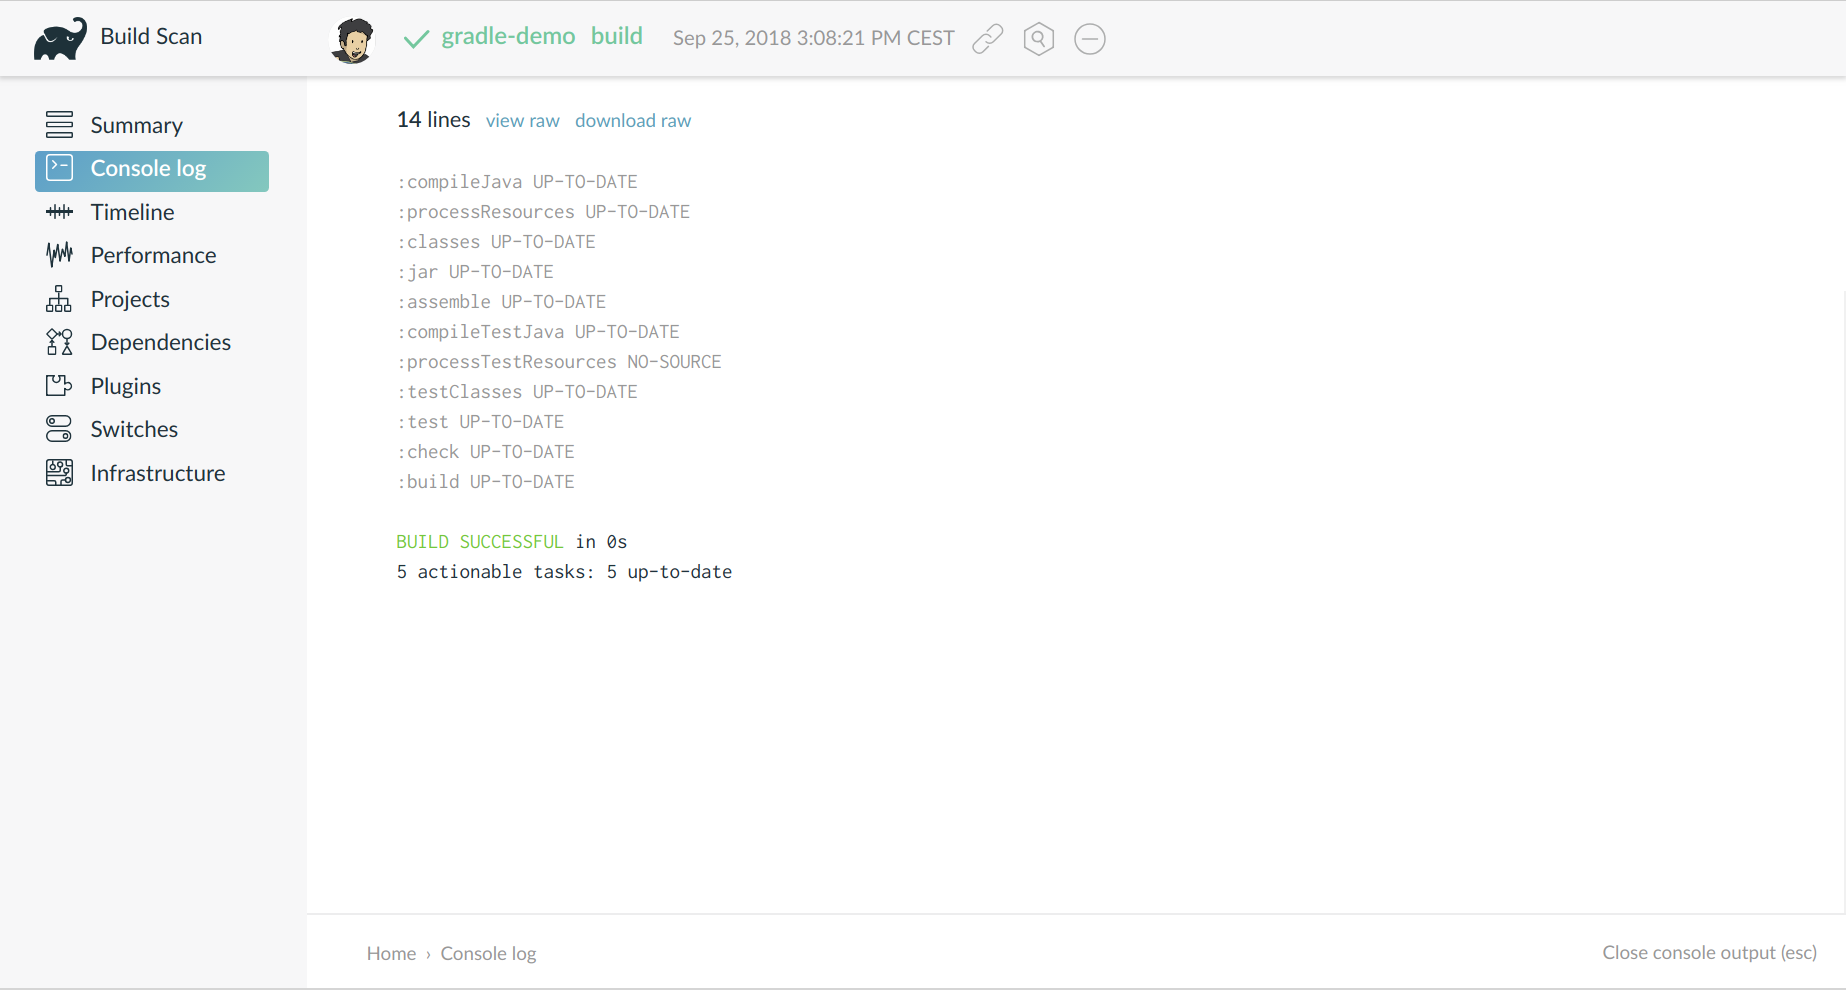 Build Scan
gradle-demo build Sep 25, 2018 3:08:21 PM CEST
Summary
Console log
Timeline
Performance
Projects
Dependencies
Plugins
Switches
Infrastructure
14 lines view raw download raw
:compileJava UP-TO-DATE
:processResources UP-TO-DATE
:classes UP-TO-DATE
:jar UP-TO-DATE
:assemble UP-TO-DATE
:compileTestJava UP-TO-DATE
:processTestResources NO-SOURCE
:testClasses UP-TO-DATE
:test UP-TO-DATE
:check UP-TO-DATE
:build UP-TO-DATE
BUILD SUCCESSFUL in 0s
5 actionable tasks: 5 up-to-date
Home › Console log
Close console output (esc)